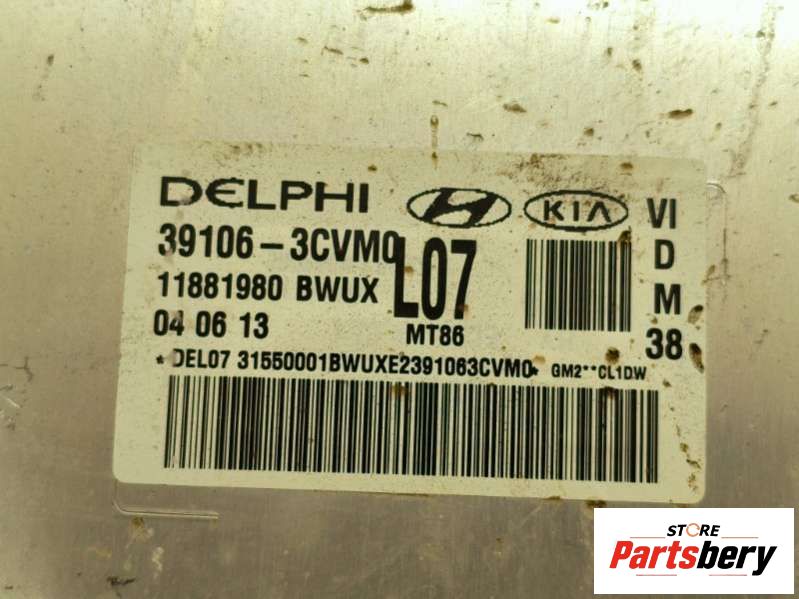 DELPHI KIA VI
39106-3CVM0 L07 D
11881980 BWUX M
04 06 13 MT86 38
*DEL07 31550001BWUXE2391063CVM0* GM2**CL1DW
STORE
Partsbery